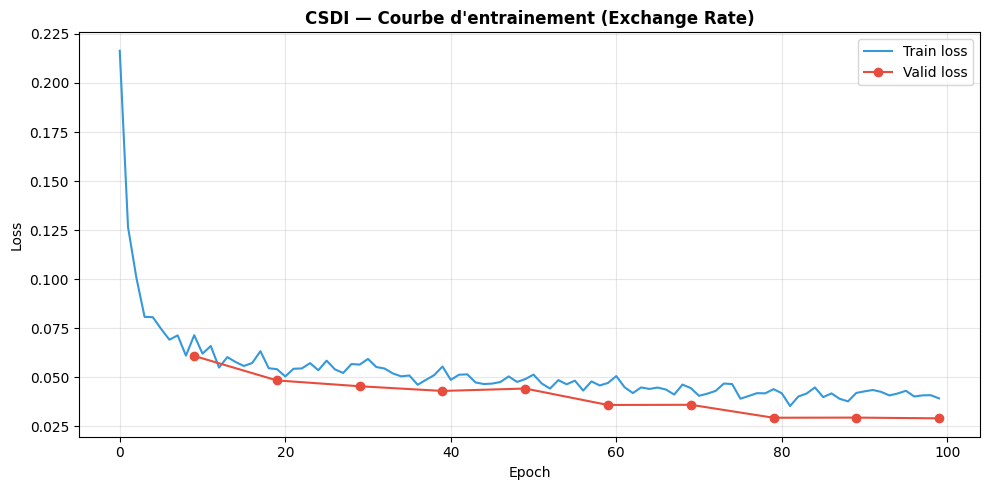 CSDI — Courbe d'entrainement (Exchange Rate)
Train loss
Valid loss
Loss
0.225
0.200
0.175
0.150
0.125
0.100
0.075
0.050
0.025
0 20 40 60 80 100
Epoch